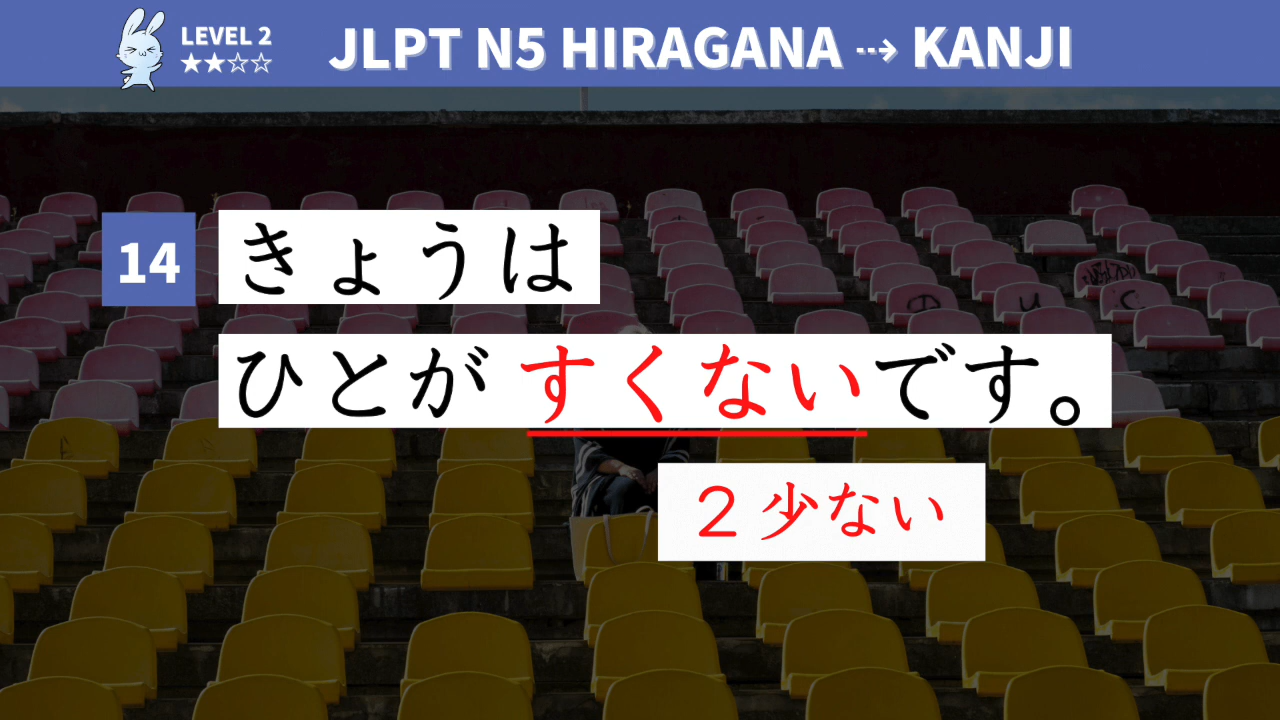 LEVEL 2
★★☆☆
JLPT N5 HIRAGANA ⇢ KANJI
14
きょうは
ひとが すくないです。
２少ない